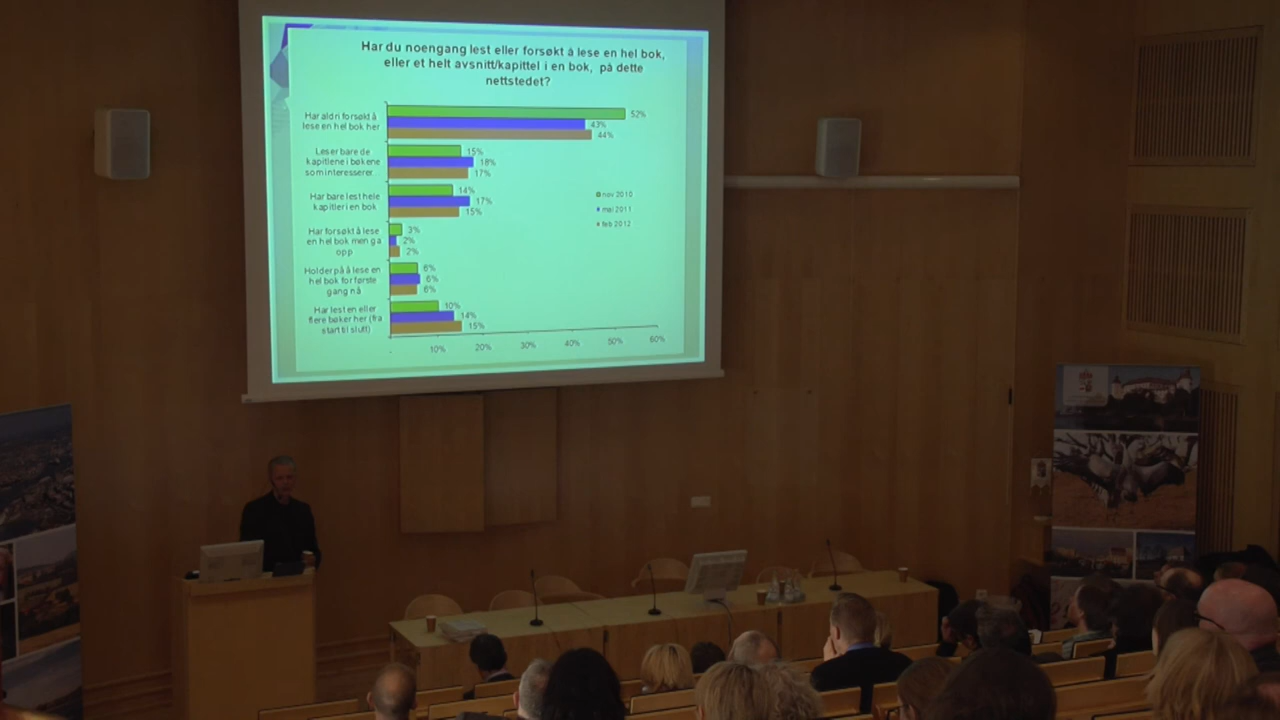 Har du noengang lest eller forsøkt å lese en hel bok,
eller et helt avsnitt/kapittel i en bok, på dette
nettstedet?
Har aldri forsøkt å
lese en hel bok her
52%
43%
44%
Leser bare de
kapitlene i bøkene
som interesserer
15%
18%
17%
Har bare lest hele
kapitler i en bok
14%
17%
15%
Har forsøkt å lese
en hel bok men ga
opp
3%
2%
2%
Holder på å lese en
hel bok for første
gang nå
6%
6%
6%
Har lest en eller
flere bøker her (fra
start til slutt)
10%
14%
15%
nov 2010
mai 2011
feb 2012
10% 20% 30% 40% 50% 60%